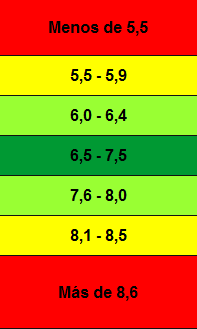 Menos de 5,5
5,5 - 5,9
6,0 - 6,4
6,5 - 7,5
7,6 - 8,0
8,1 - 8,5
Más de 8,6